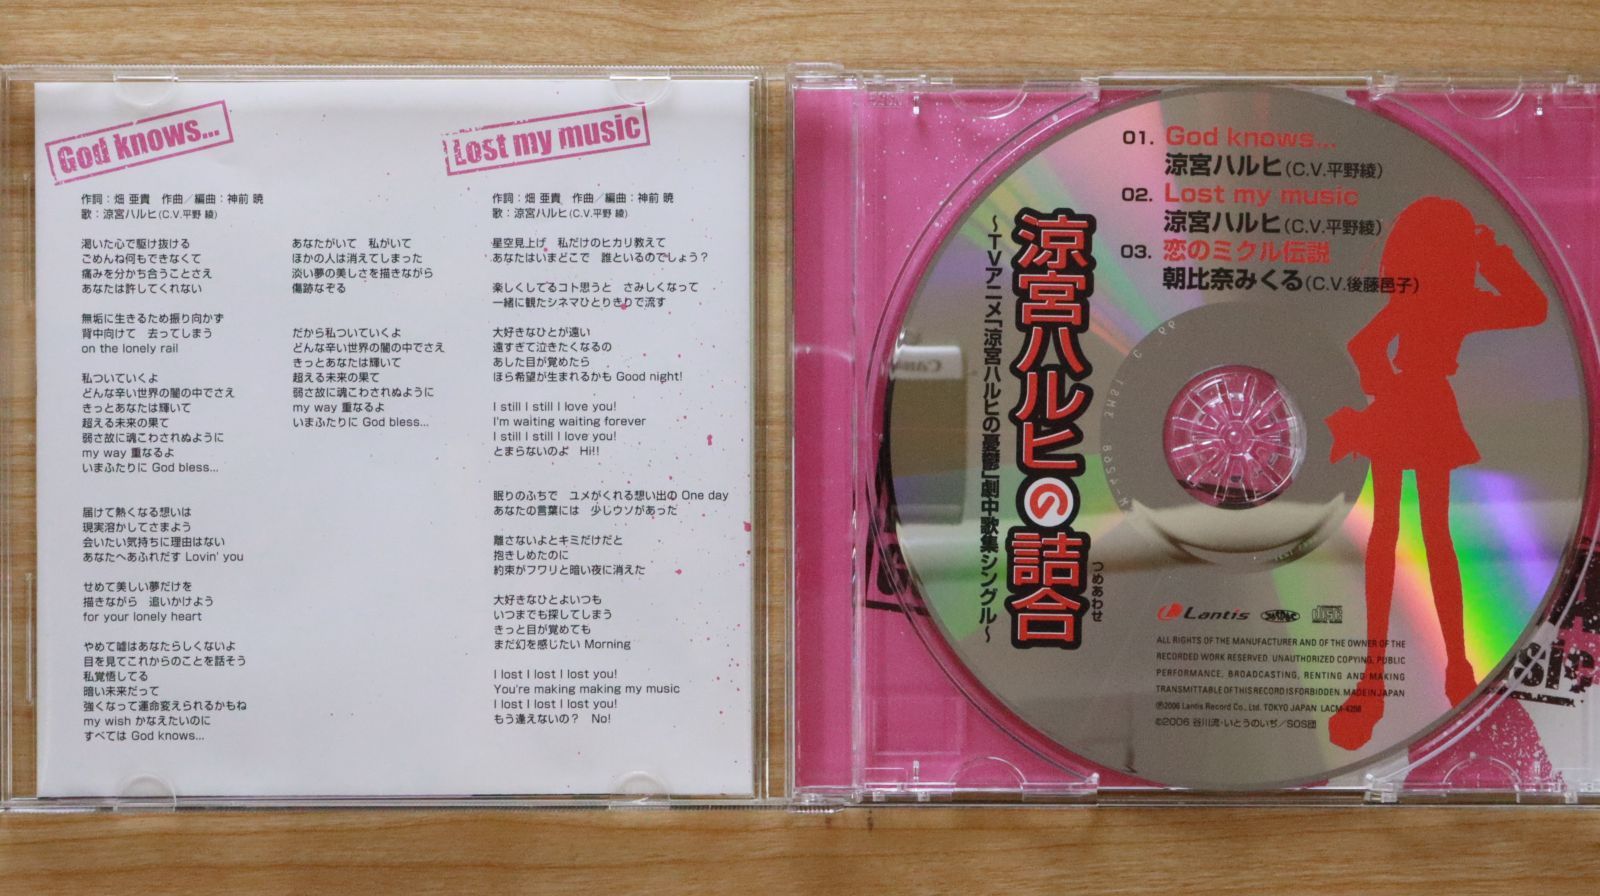 God knows...
作詞：畑 亜貴　作曲／編曲：神前 暁
歌：涼宮ハルヒ(C.V.平野 綾)
渇いた心で駆け抜ける
ごめんね何もできなくて
痛みを分かち合うことさえ
あなたは許してくれない
無垢に生きるため振り向かず
背中向けて　去ってしまう
on the lonely rail
私ついていくよ
どんな辛い世界の闇の中でさえ
きっとあなたは輝いて
超える未来の果て
弱さ故に魂こわされぬように
my way 重なるよ
いまふたりに God bless...
届けて熱くなる想いは
現実溶かしてさまよう
会いたい気持ちに理由はない
あなたへあふれだす Lovin' you
せめて美しい夢だけを
描きながら　追いかけよう
for your lonely heart
やめて嘘はあなたらしくないよ
目を見てこれからのことを話そう
私覚悟してる
暗い未来だって
強くなって運命変えられるかもね
my wish かなえたいのに
すべては God knows...
あなたがいて　私がいて
ほかの人は消えてしまった
淡い夢の美しさを描きながら
傷跡なぞる
だから私ついていくよ
どんな辛い世界の闇の中でさえ
きっとあなたは輝いて
超える未来の果て
弱さ故に魂こわされぬように
my way 重なるよ
いまふたりに God bless...
Lost my music
作詞：畑 亜貴　作曲／編曲：神前 暁
歌：涼宮ハルヒ(C.V.平野 綾)
星空見上げ　私だけのヒカリ教えて
あなたはいまどこで　誰といるのでしょう？
楽しくしてるコト思うと　さみしくなって
一緒に観たシネマひとりきりで流す
大好きなひとが遠い
遠すぎて泣きたくなるの
あした目が覚めたら
ほら希望が生まれるかも Good night!
I still I still I love you!
I'm waiting waiting forever
I still I still I love you!
とまらないのよ　Hi!!
眠りのふちで　ユメがくれる想い出の One day
あなたの言葉には　少しウソがあった
離さないよとキミだけだと
抱きしめたのに
約束がフワリと暗い夜に消えた
大好きなひとよいつも
いつまでも探してしまう
きっと目が覚めても
まだ幻を感じたい Morning
I lost I lost I lost you!
You're making making my music
I lost I lost I lost you!
もう逢えないの？　No!
01. God knows...
涼宮ハルヒ(C.V.平野綾)
02. Lost my music
涼宮ハルヒ(C.V.平野綾)
03. 恋のミクル伝説
朝比奈みくる(C.V.後藤邑子)
涼宮ハルヒの詰合
つめあわせ
～TVアニメ「涼宮ハルヒの憂鬱」劇中歌集シングル～
Lantis
ALL RIGHTS OF THE MANUFACTURER AND OF THE OWNER OF THE
RECORDED WORK RESERVED. UNAUTHORIZED COPYING, PUBLIC
PERFORMANCE, BROADCASTING, RENTING AND MAKING
TRANSMITTABLE OF THIS RECORD IS FORBIDDEN. MADE IN JAPAN
Ⓟ2006 Lantis Record Co., Ltd. TOKYO JAPAN LACM-4268
©2006 谷川流・いとうのいぢ／SOS団